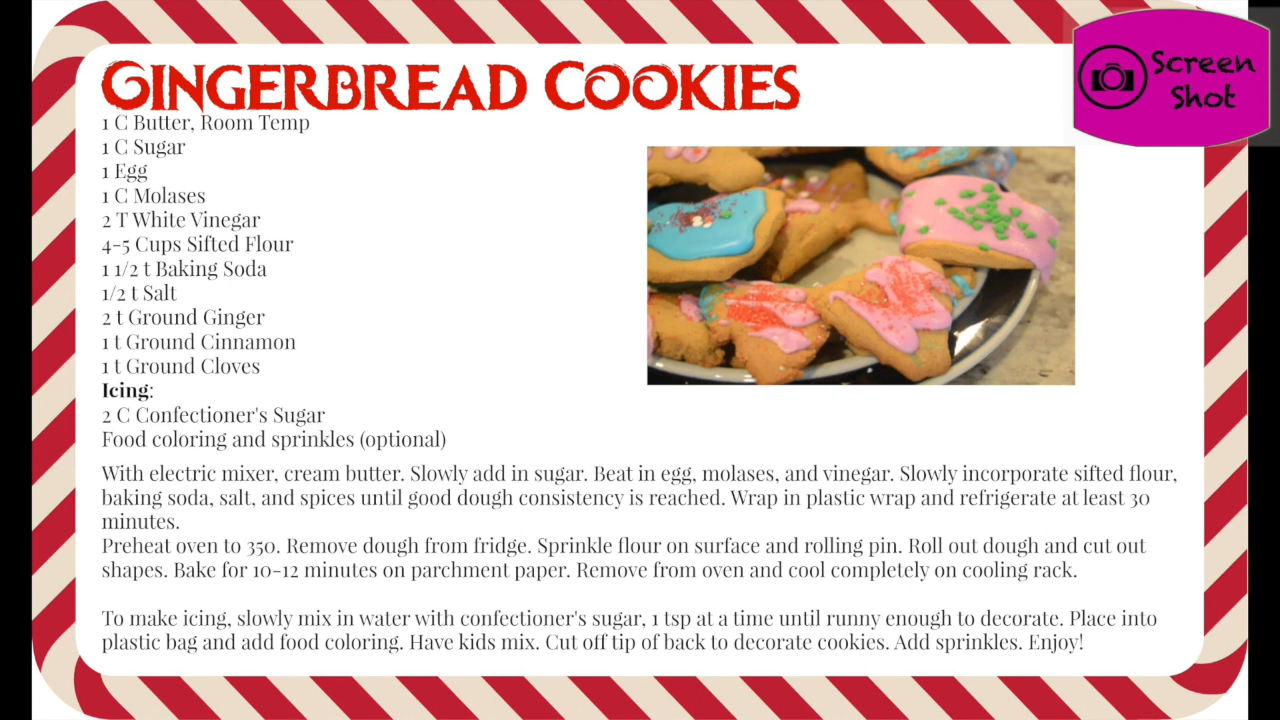 Gingerbread Cookies
Screen
Shot
1 C Butter, Room Temp
1 C Sugar
1 Egg
1 C Molases
2 T White Vinegar
4-5 Cups Sifted Flour
1 1/2 t Baking Soda
1/2 t Salt
2 t Ground Ginger
1 t Ground Cinnamon
1 t Ground Cloves
Icing:
2 C Confectioner's Sugar
Food coloring and sprinkles (optional)
With electric mixer, cream butter. Slowly add in sugar. Beat in egg, molases, and vinegar. Slowly incorporate sifted flour,
baking soda, salt, and spices until good dough consistency is reached. Wrap in plastic wrap and refrigerate at least 30
minutes.
Preheat oven to 350. Remove dough from fridge. Sprinkle flour on surface and rolling pin. Roll out dough and cut out
shapes. Bake for 10-12 minutes on parchment paper. Remove from oven and cool completely on cooling rack.
To make icing, slowly mix in water with confectioner's sugar, 1 tsp at a time until runny enough to decorate. Place into
plastic bag and add food coloring. Have kids mix. Cut off tip of back to decorate cookies. Add sprinkles. Enjoy!